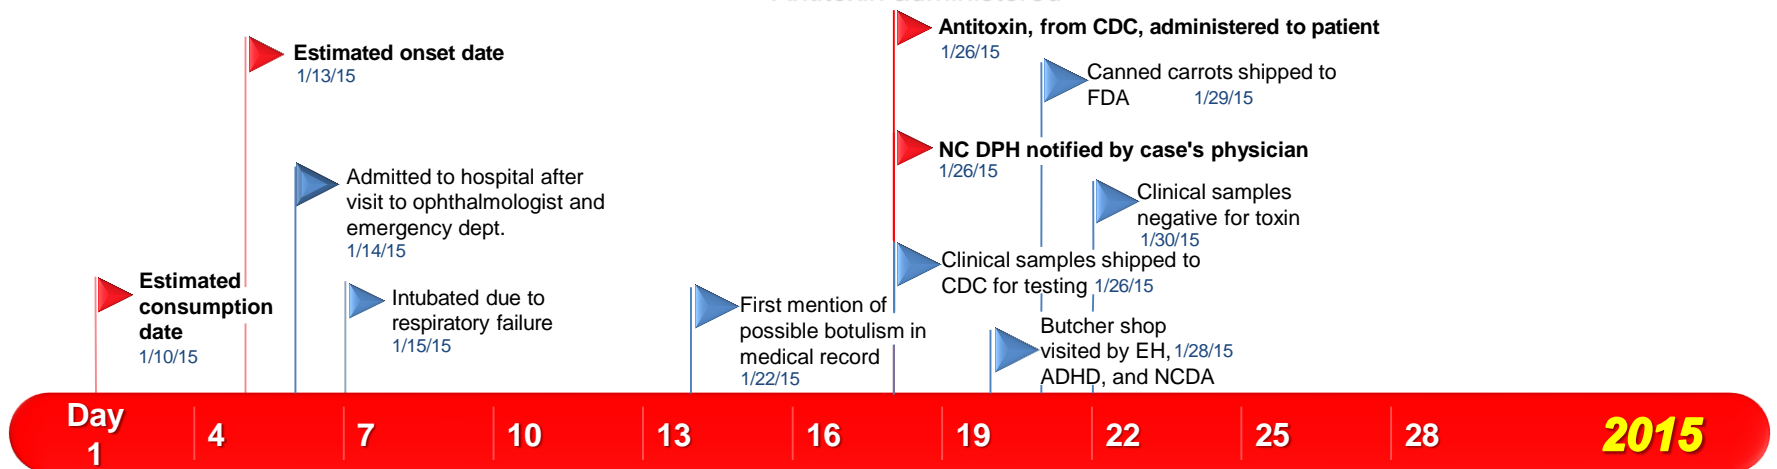 Antitoxin administered
Antitoxin, from CDC, administered to patient
1/26/15
Estimated onset date
1/13/15
Canned carrots shipped to
FDA 1/29/15
NC DPH notified by case's physician
1/26/15
Admitted to hospital after
visit to ophthalmologist and
emergency dept.
1/14/15
Clinical samples
negative for toxin
1/30/15
Clinical samples shipped to
CDC for testing 1/26/15
Estimated
consumption
date
1/10/15
Intubated due to
respiratory failure
1/15/15
First mention of
possible botulism in
medical record
1/22/15
Butcher shop
visited by EH, 1/28/15
ADHD, and NCDA
Day
1
4
7
10
13
16
19
22
25
28
2015